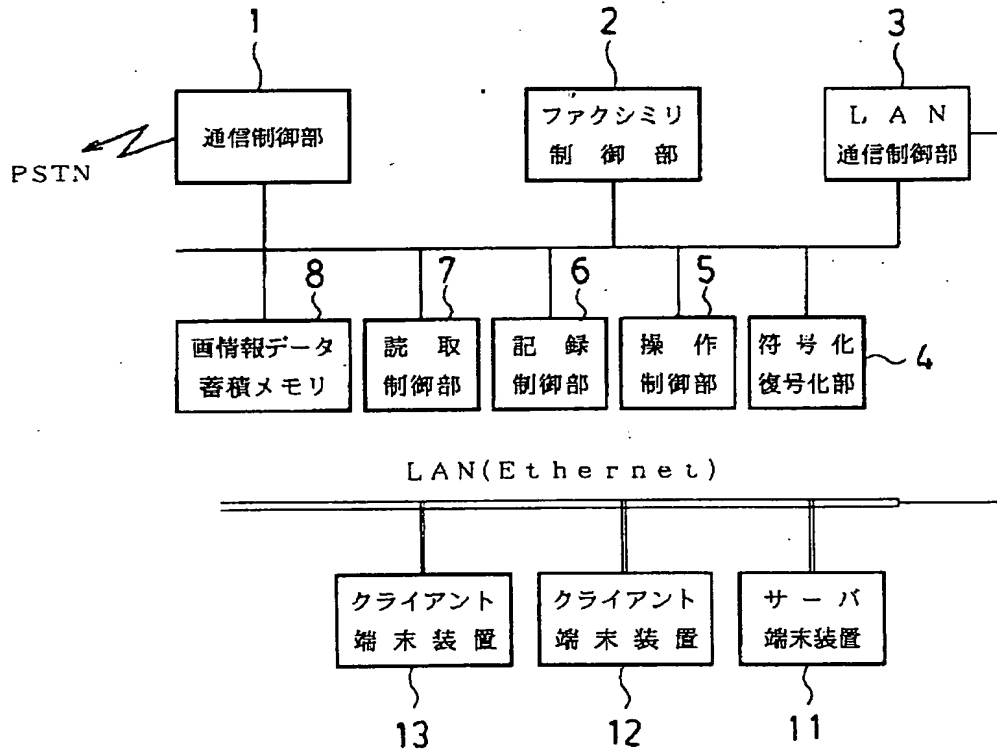 1
2
3
通信制御部
ファクシミリ
制御部
LAN
通信制御部
PSTN
8
7
6
5
画情報データ
蓄積メモリ
読取
制御部
記録
制御部
操作
制御部
符号化
復号化部
4
LAN(Ethernet)
クライアント
端末装置
クライアント
端末装置
サーバ
端末装置
13
12
11